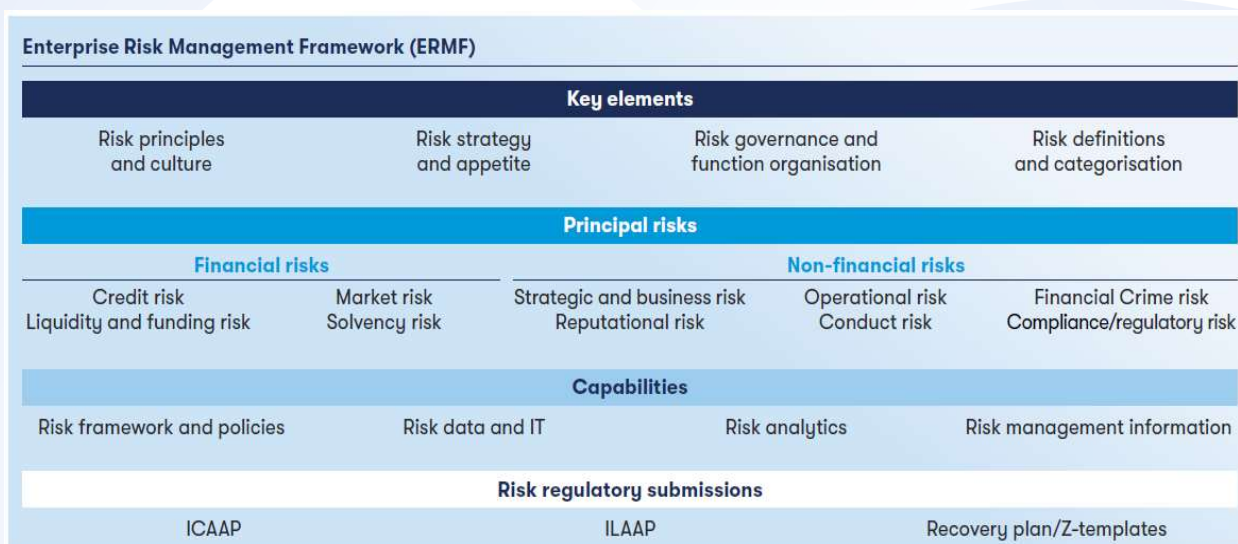 Enterprise Risk Management Framework (ERMF)
Key elements
Risk principles
and culture
Risk strategy
and appetite
Risk governance and
function organisation
Risk definitions
and categorisation
Principal risks
Financial risks
Non-financial risks
Credit risk
Liquidity and funding risk
Market risk
Solvency risk
Strategic and business risk
Reputational risk
Operational risk
Conduct risk
Financial Crime risk
Compliance/regulatory risk
Capabilities
Risk framework and policies
Risk data and IT
Risk analytics
Risk management information
Risk regulatory submissions
ICAAP
ILAAP
Recovery plan/Z-templates